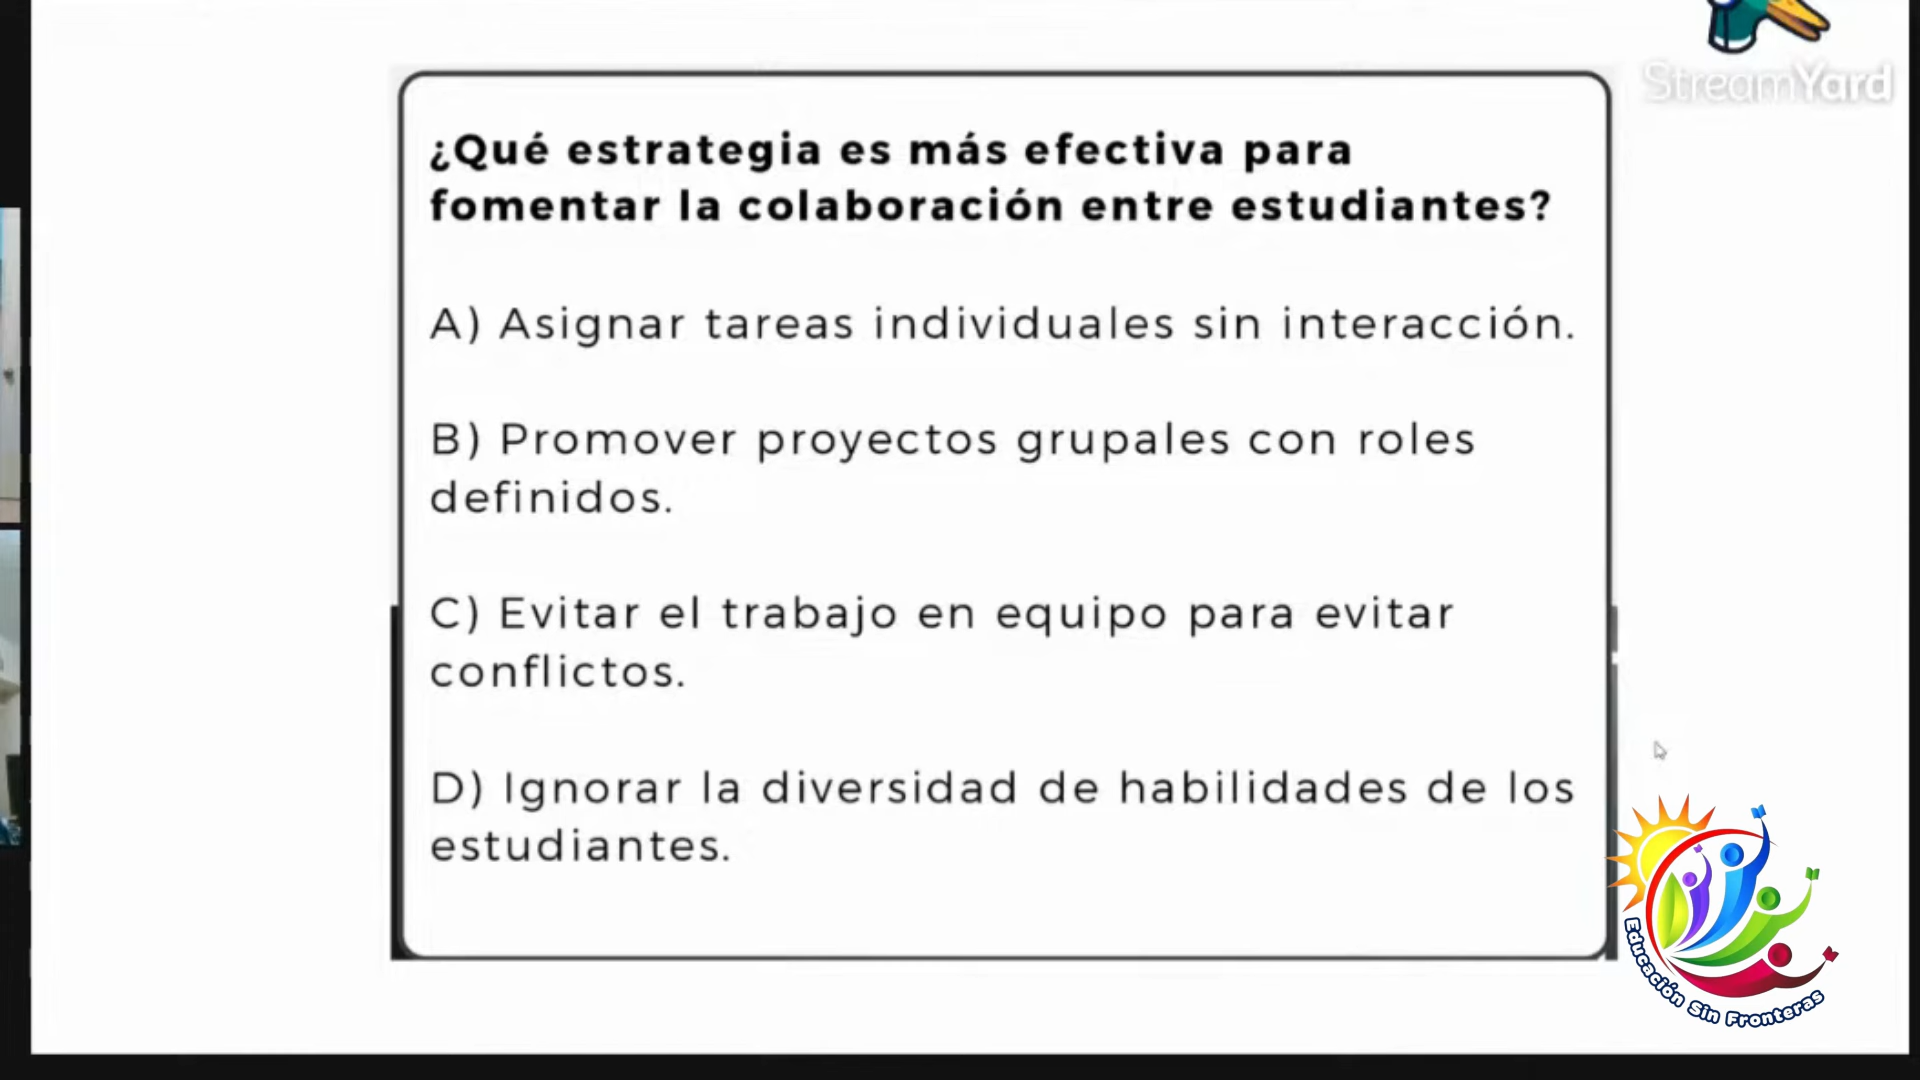 StreamYard
¿Qué estrategia es más efectiva para
fomentar la colaboración entre estudiantes?
A) Asignar tareas individuales sin interacción.
B) Promover proyectos grupales con roles
definidos.
C) Evitar el trabajo en equipo para evitar
conflictos.
D) Ignorar la diversidad de habilidades de los
estudiantes.
Educación Sin Fronteras